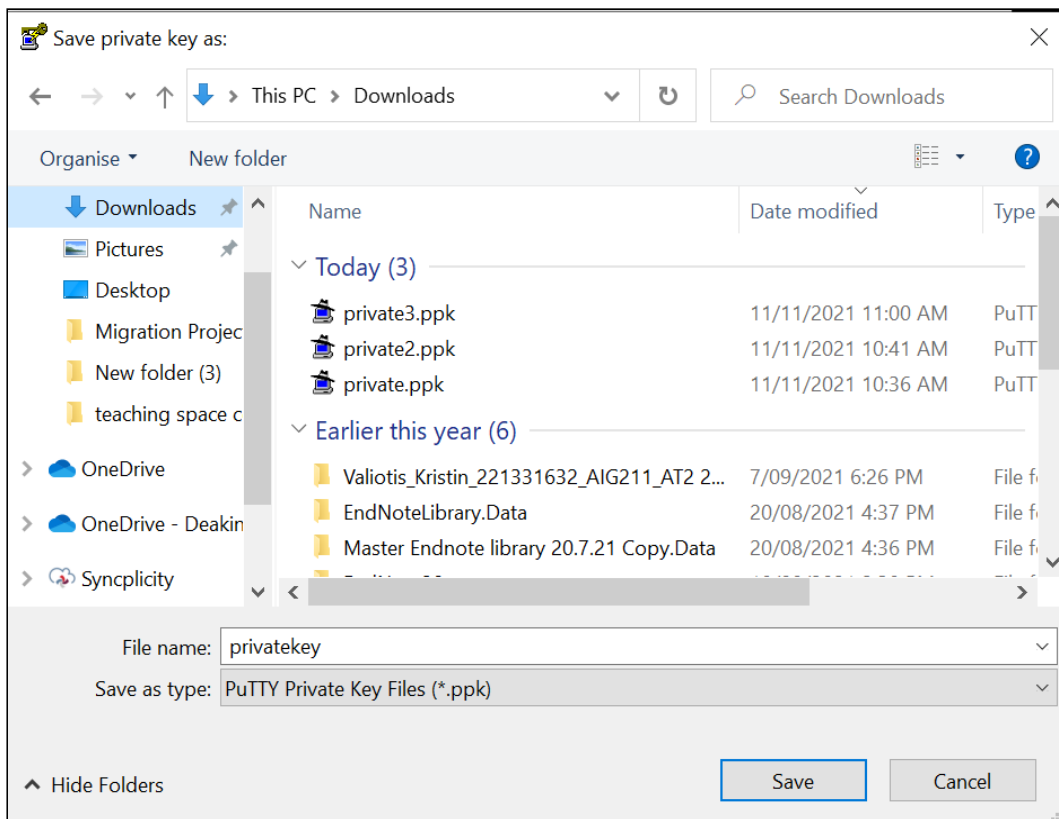 Save private key as:
This PC > Downloads
Search Downloads
Organise
New folder
?
Downloads
Pictures
Desktop
Migration Projec
New folder (3)
teaching space c
OneDrive
OneDrive - Deakin
Syncplicity
Name Date modified Type
Today (3)
private3.ppk 11/11/2021 11:00 AM PuTT
private2.ppk 11/11/2021 10:41 AM PuTT
private.ppk 11/11/2021 10:36 AM PuTT
Earlier this year (6)
Valiotis_Kristin_221331632_AIG211_AT2 2... 7/09/2021 6:26 PM File f
EndNoteLibrary.Data 20/08/2021 4:37 PM File f
Master Endnote library 20.7.21 Copy.Data 20/08/2021 4:36 PM File f
File name: privatekey
Save as type: PuTTY Private Key Files (*.ppk)
Hide Folders
Save
Cancel